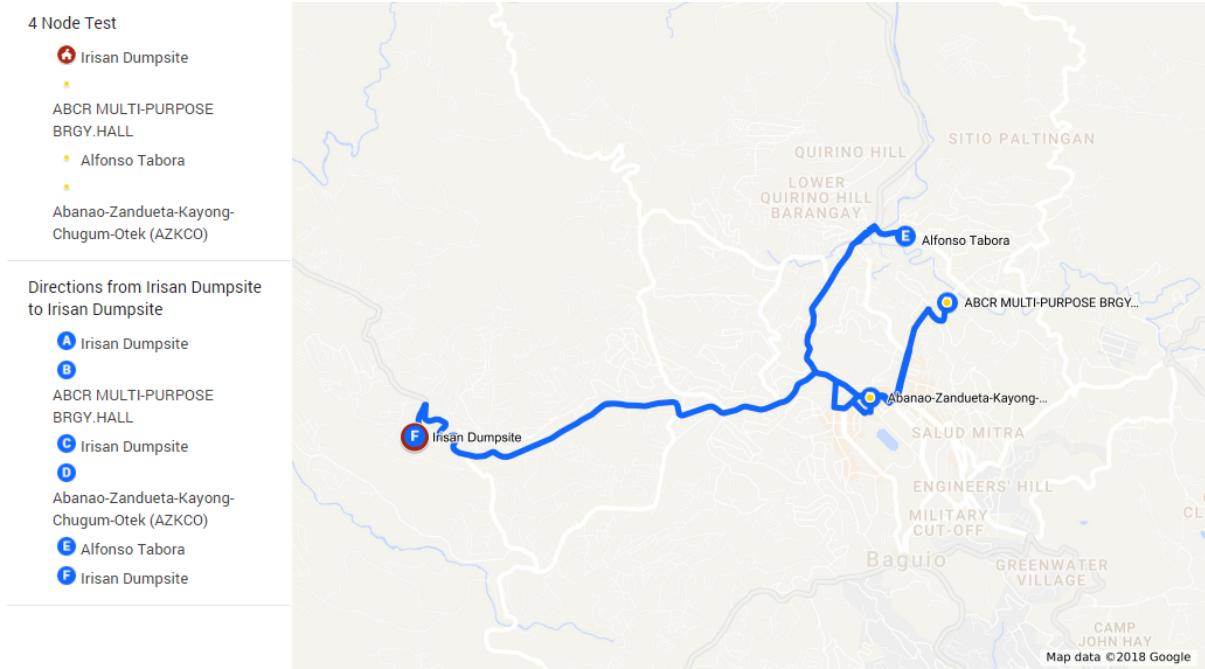 4 Node Test
Irisan Dumpsite
ABCR MULTI-PURPOSE
BRGY.HALL
Alfonso Tabora
Abanao-Zandueta-Kayong-
Chugum-Otek (AZKCO)
Directions from Irisan Dumpsite
to Irisan Dumpsite
A Irisan Dumpsite
B
ABCR MULTI-PURPOSE
BRGY.HALL
C Irisan Dumpsite
D
Abanao-Zandueta-Kayong-
Chugum-Otek (AZKCO)
E Alfonso Tabora
F Irisan Dumpsite
SITIO PALTINGAN
QUIRINO HILL
LOWER
QUIRINO HILL
BARANGAY
E Alfonso Tabora
ABCR MULTI-PURPOSE BRGY...
Abanao-Zandueta-Kayong-...
F Irisan Dumpsite
SALUD MITRA
ENGINEERS' HILL
MILITARY
CUT-OFF
CL
Baguio
GREENWATER
VILLAGE
CAMP
JOHN HAY
Map data ©2018 Google